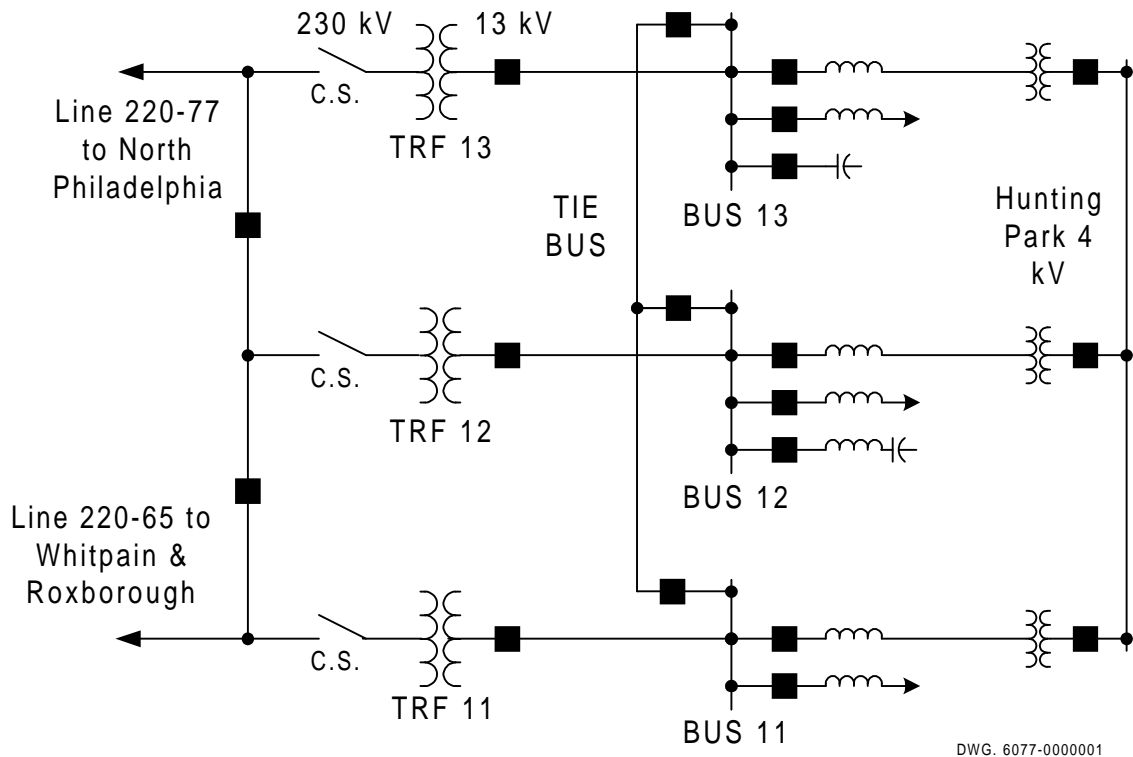 230 kV
13 kV
C.S.
Line 220-77
to North
Philadelphia
TRF 13
TIE
BUS
BUS 13
Hunting
Park 4
kV
C.S.
TRF 12
BUS 12
Line 220-65 to
Whitpain &
Roxborough
C.S.
TRF 11
BUS 11
DWG. 6077-0000001